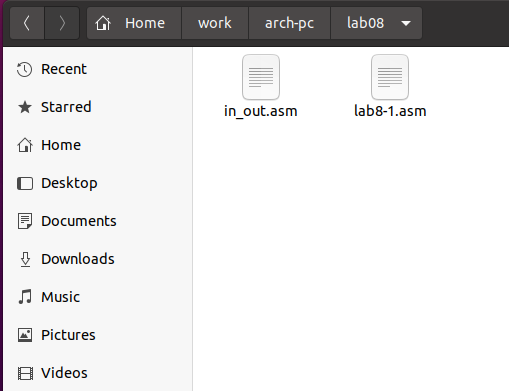 Home work arch-pc lab08
Recent
Starred
Home
Desktop
Documents
Downloads
Music
Pictures
Videos
in_out.asm lab8-1.asm